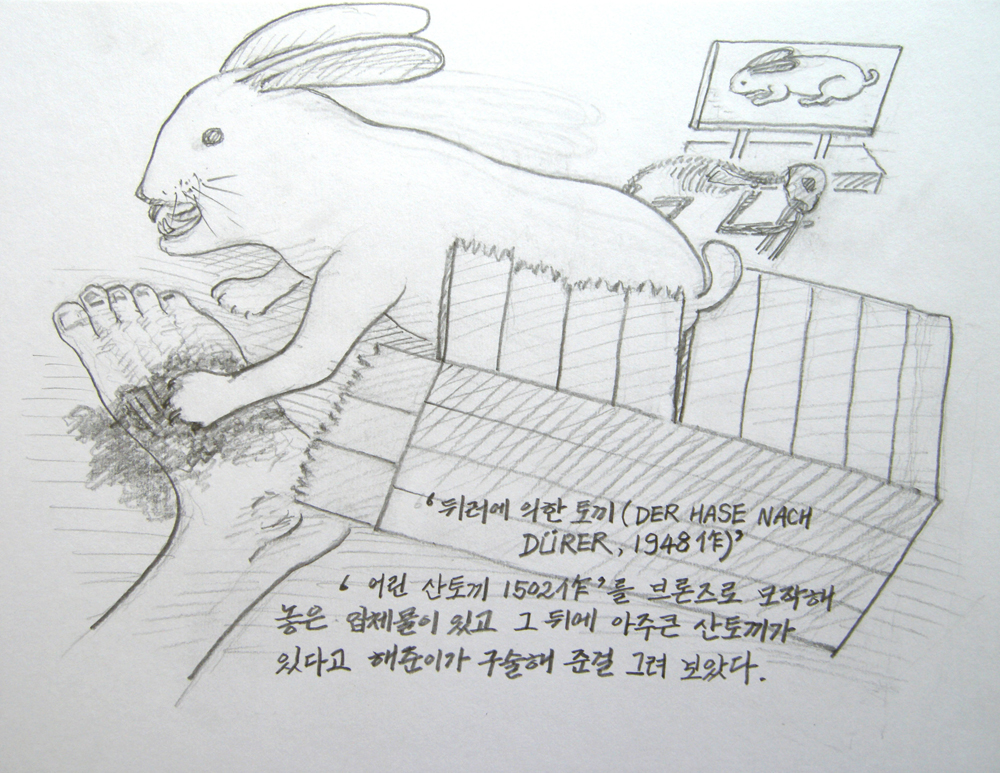 ‘뒤러에 의한 토끼 (DER HASE NACH
DÜRER, 1948作)’
‘어린 산토끼 1502作’를 브론즈로 모작해
놓은 입체물이 있고 그 뒤에 아주큰 산토끼가
있다고 해준이가 구술해 준걸 그려 보았다.